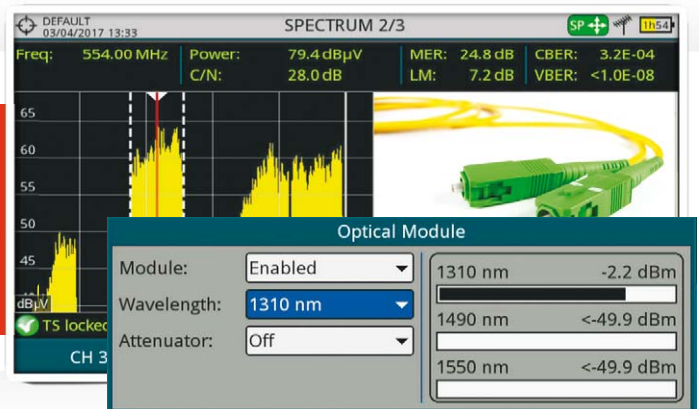 DEFAULT
03/04/2017 13:33
SPECTRUM 2/3
SP
1h54
Freq: 554.00 MHz Power: 79.4 dBµV MER: 24.8 dB CBER: 3.2E-04
C/N: 28.0 dB LM: 7.2 dB VBER: <1.0E-08
65
60
55
50
45
dBµV
TS locked
CH 3
Optical Module
Module: Enabled
Wavelength: 1310 nm
Attenuator: Off
1310 nm -2.2 dBm
1490 nm <-49.9 dBm
1550 nm <-49.9 dBm